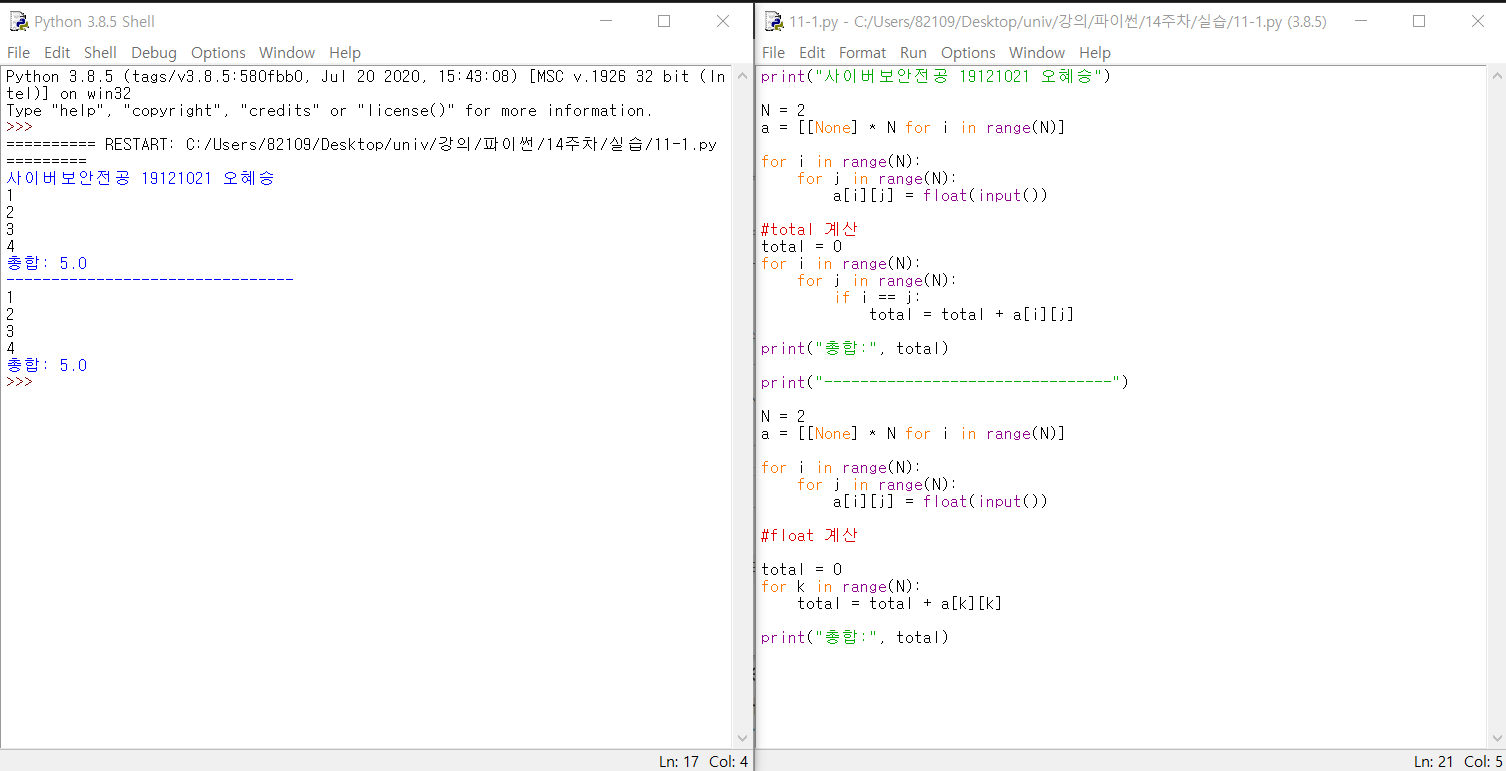 Python 3.8.5 Shell
File Edit Shell Debug Options Window Help
Python 3.8.5 (tags/v3.8.5:580fbb0, Jul 20 2020, 15:43:08) [MSC v.1926 32 bit (In
tel)] on win32
Type "help", "copyright", "credits" or "license()" for more information.
>>>
========== RESTART: C:/Users/82109/Desktop/univ/강의/파이썬/14주차/실습/11-1.py
=========
사이버보안전공 19121021 오혜승
1
2
3
4
총합: 5.0
--------------------------------
1
2
3
4
총합: 5.0
>>>
Ln: 17 Col: 4
11-1.py - C:/Users/82109/Desktop/univ/강의/파이썬/14주차/실습/11-1.py (3.8.5)
File Edit Format Run Options Window Help
print("사이버보안전공 19121021 오혜승")
N = 2
a = [[None] * N for i in range(N)]
for i in range(N):
    for j in range(N):
        a[i][j] = float(input())
#total 계산
total = 0
for i in range(N):
    for j in range(N):
        if i == j:
            total = total + a[i][j]
print("총합:", total)
print("--------------------------------")
N = 2
a = [[None] * N for i in range(N)]
for i in range(N):
    for j in range(N):
        a[i][j] = float(input())
#float 계산
total = 0
for k in range(N):
    total = total + a[k][k]
print("총합:", total)
Ln: 21 Col: 5